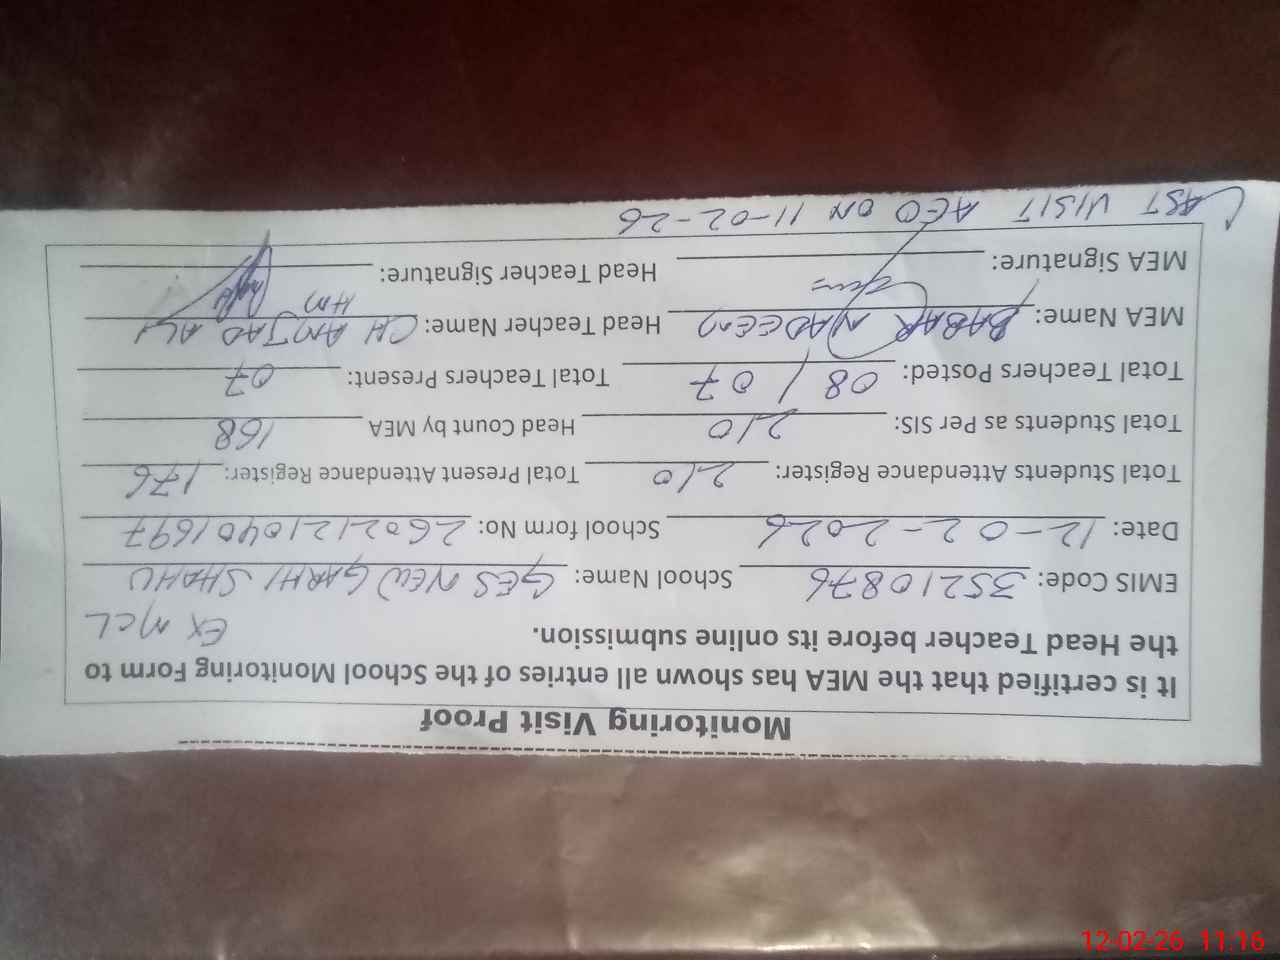 Monitoring Visit Proof
It is certified that the MEA has shown all entries of the School Monitoring Form to
the Head Teacher before its online submission.
EX MCL
EMIS Code: 35210876 School Name: GES NEW GARHI SHAHU
Date: 12-02-2026 School form No: 2602121040 1697
Total Students Attendance Register: 210 Total Present Attendance Register: 176
Total Students as Per SIS: 210 Head Count by MEA 168
Total Teachers Posted: 08 / 07 Total Teachers Present: 07
MEA Name: BABAR NADEEM Head Teacher Name: CH AMJAD ALI
HM
MEA Signature: Head Teacher Signature:
LAST VISIT AEO ON 11-02-26
12-02-26 11:16